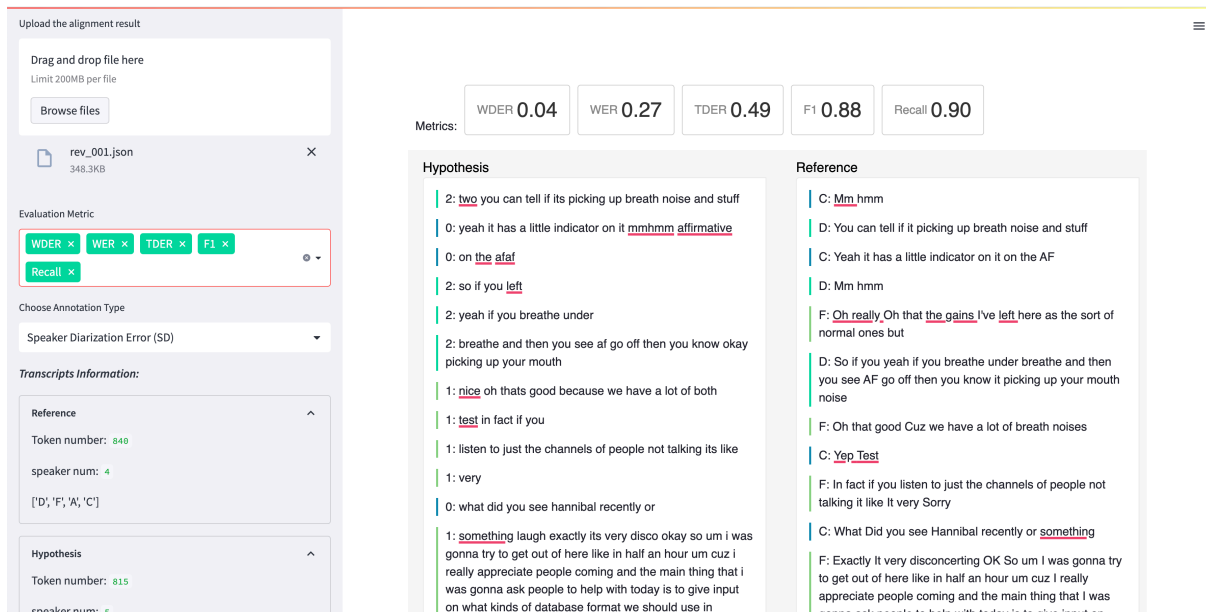 Upload the alignment result
Drag and drop file here
Limit 200MB per file
Browse files
rev_001.json
348.3KB
Evaluation Metric
WDER × WER × TDER × F1 ×
Recall ×
Choose Annotation Type
Speaker Diarization Error (SD)
Transcripts Information:
Reference
Token number: 840
speaker num: 4
['D', 'F', 'A', 'C']
Hypothesis
Token number: 815
Metrics:
WDER 0.04
WER 0.27
TDER 0.49
F1 0.88
Recall 0.90
Hypothesis
2: two you can tell if its picking up breath noise and stuff
0: yeah it has a little indicator on it mmhmm affirmative
0: on the afaf
2: so if you left
2: yeah if you breathe under
2: breathe and then you see af go off then you know okay
picking up your mouth
1: nice oh thats good because we have a lot of both
1: test in fact if you
1: listen to just the channels of people not talking its like
1: very
0: what did you see hannibal recently or
1: something laugh exactly its very disco okay so um i was
gonna try to get out of here like in half an hour um cuz i
really appreciate people coming and the main thing that i
was gonna ask people to help with today is to give input
on what kinds of database format we should use in
Reference
C: Mm hmm
D: You can tell if it picking up breath noise and stuff
C: Yeah it has a little indicator on it on the AF
D: Mm hmm
F: Oh really Oh that the gains I've left here as the sort of
normal ones but
D: So if you yeah if you breathe under breathe and then
you see AF go off then you know it picking up your mouth
noise
F: Oh that good Cuz we have a lot of breath noises
C: Yep Test
F: In fact if you listen to just the channels of people not
talking it like It very Sorry
C: What Did you see Hannibal recently or something
F: Exactly It very disconcerting OK So um I was gonna try
to get out of here like in half an hour um cuz I really
appreciate people coming and the main thing that I was